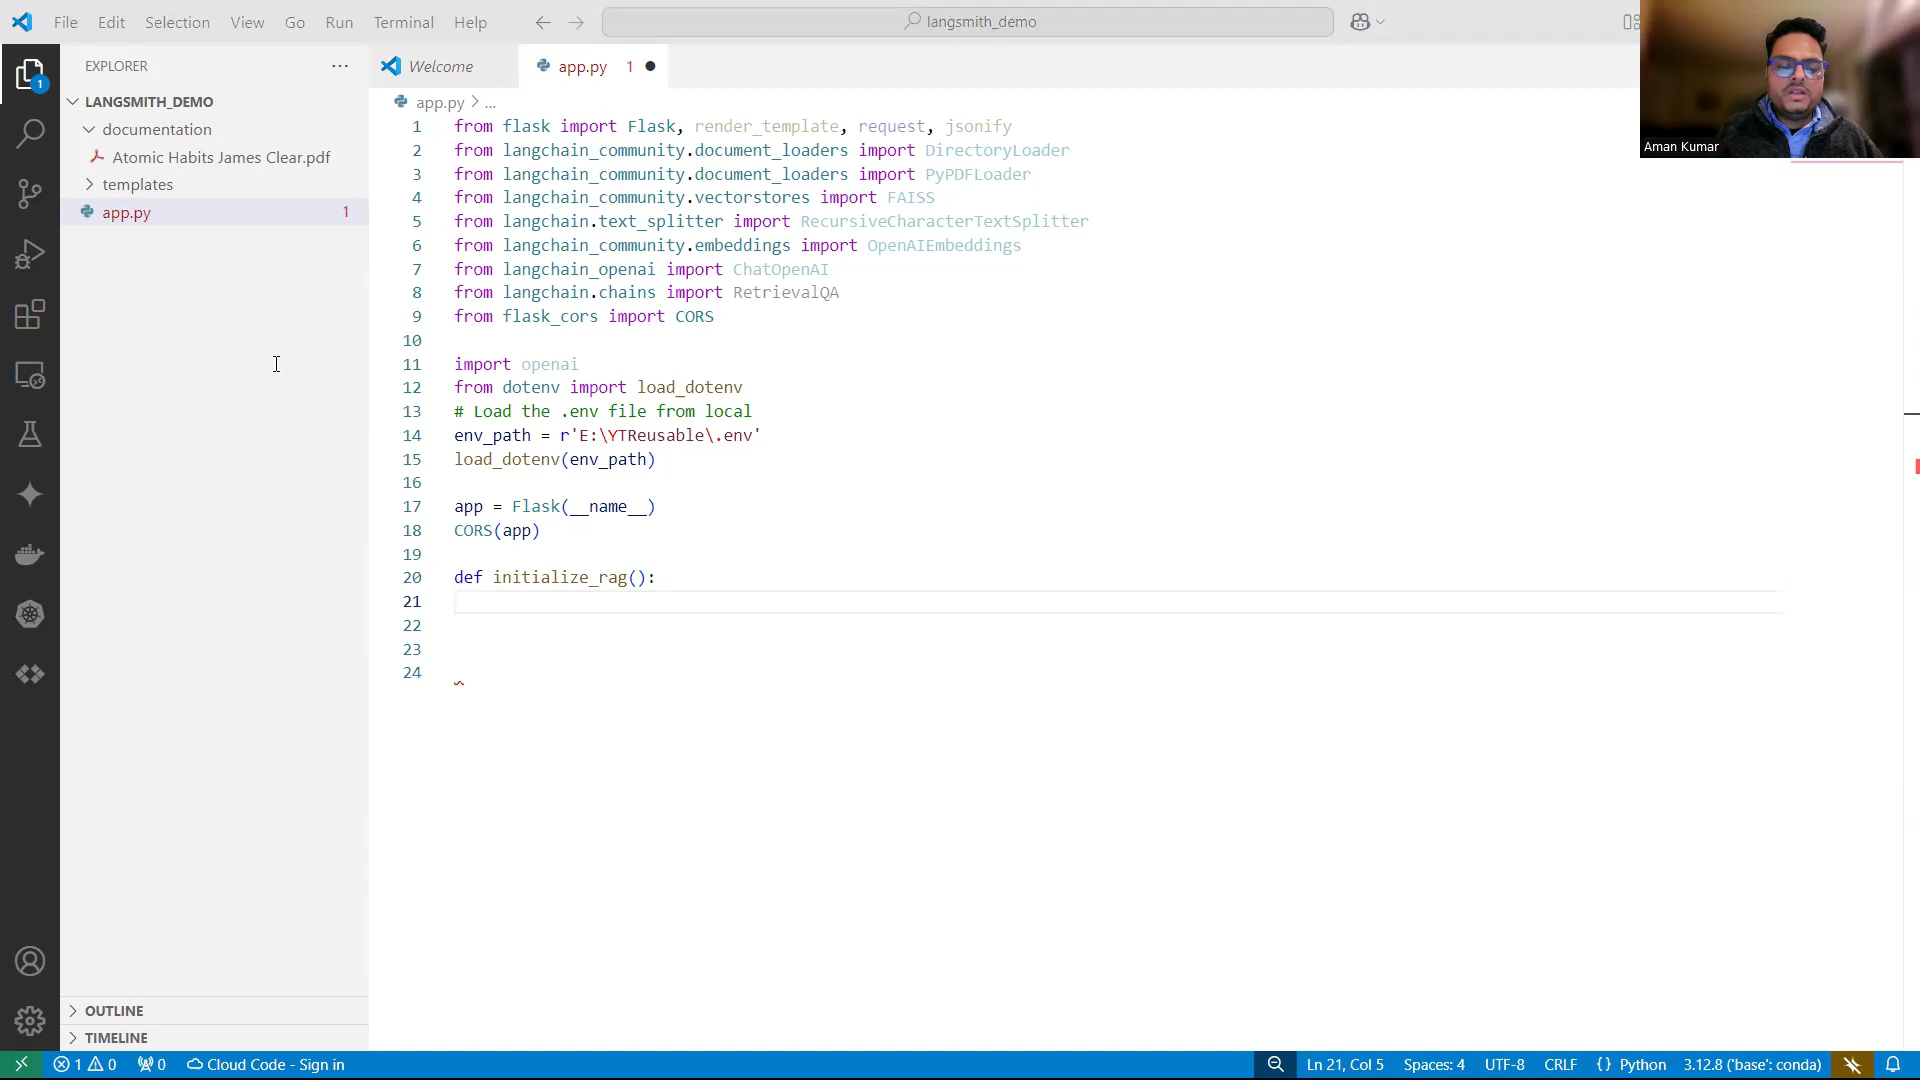 File Edit Selection View Go Run Terminal Help
langsmith_demo
Aman Kumar
1
EXPLORER
LANGSMITH_DEMO
documentation
Atomic Habits James Clear.pdf
templates
app.py 1
OUTLINE
TIMELINE
Welcome
app.py 1
app.py > ...
1 from flask import Flask, render_template, request, jsonify
2 from langchain_community.document_loaders import DirectoryLoader
3 from langchain_community.document_loaders import PyPDFLoader
4 from langchain_community.vectorstores import FAISS
5 from langchain.text_splitter import RecursiveCharacterTextSplitter
6 from langchain_community.embeddings import OpenAIEmbeddings
7 from langchain_openai import ChatOpenAI
8 from langchain.chains import RetrievalQA
9 from flask_cors import CORS
10
11 import openai
12 from dotenv import load_dotenv
13 # Load the .env file from local
14 env_path = r'E:\YTReusable\.env'
15 load_dotenv(env_path)
16
17 app = Flask(__name__)
18 CORS(app)
19
20 def initialize_rag():
21
22
23
24
1 0 0 Cloud Code - Sign in Ln 21, Col 5 Spaces: 4 UTF-8 CRLF {} Python 3.12.8 ('base': conda)